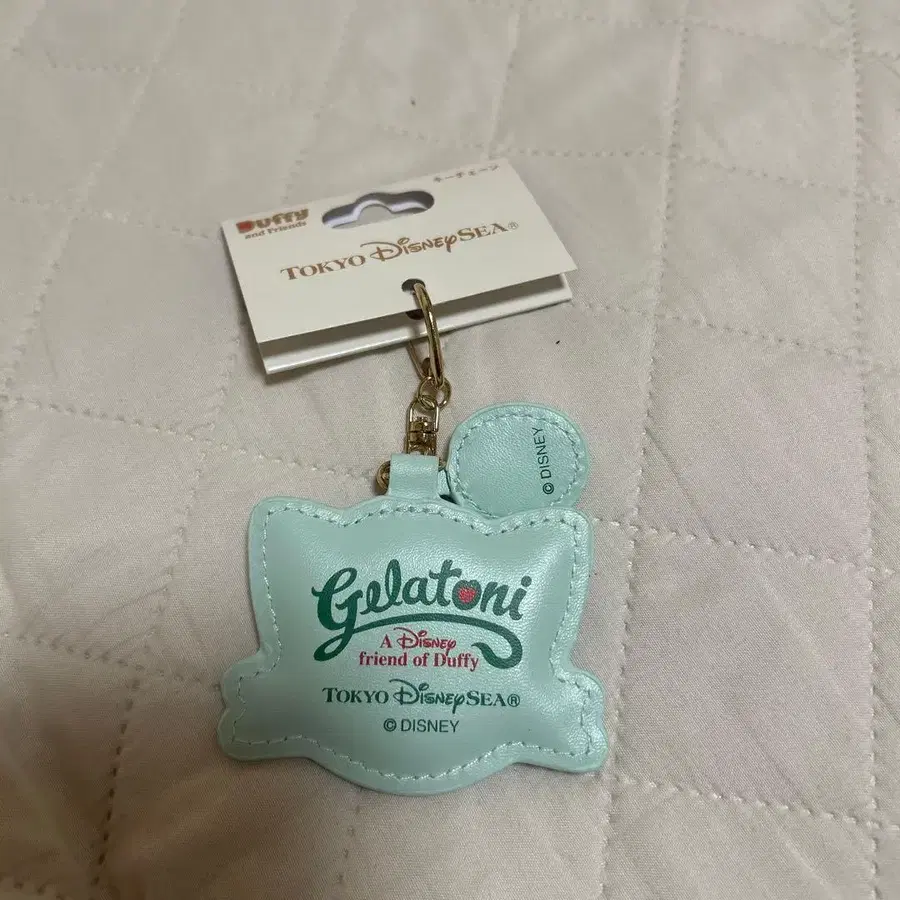 キーチェーン
Duffy
and Friends
TOKYO DISNEYSEA®
© DISNEY
Gelatoni
A Disney
friend of Duffy
TOKYO DISNEYSEA®
© DISNEY